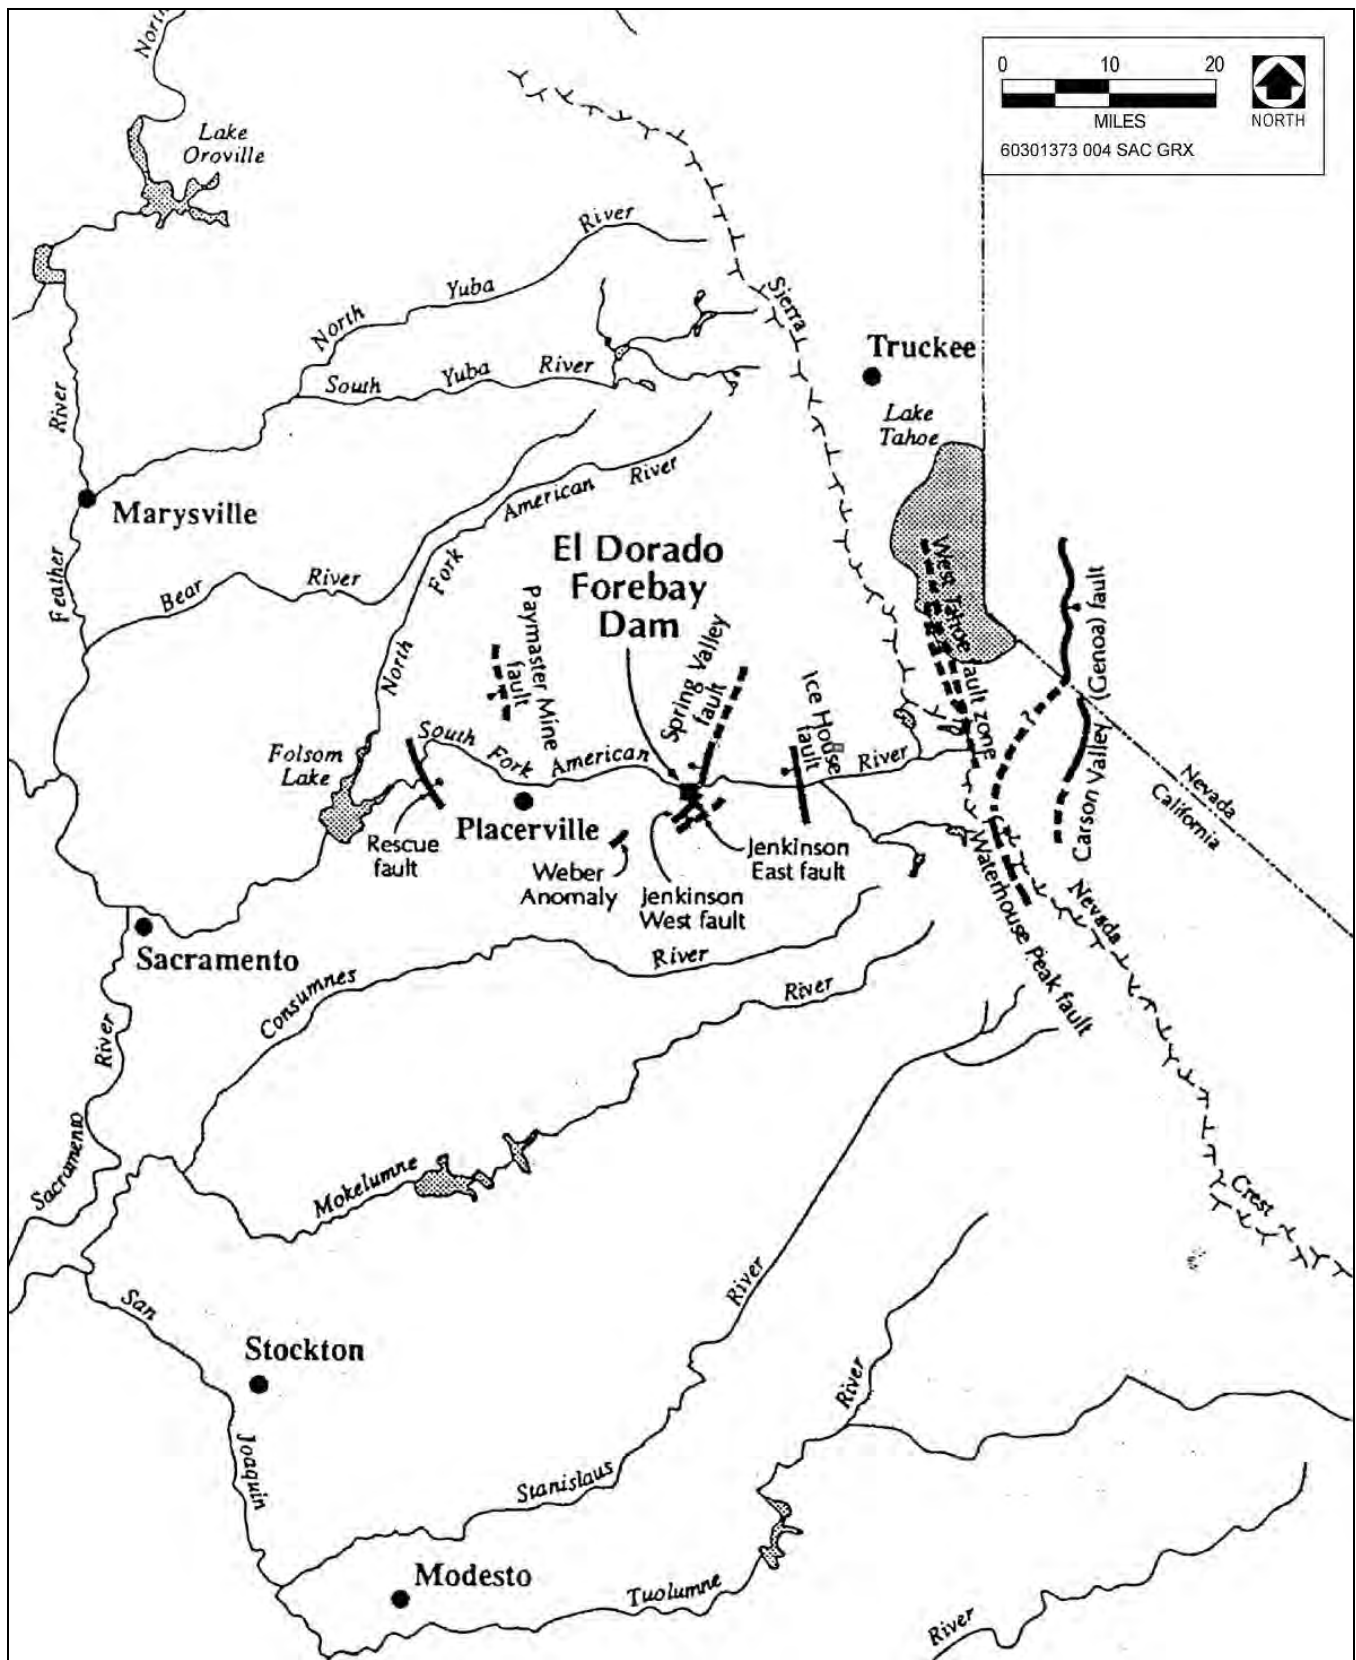 North
0 10 20
MILES
NORTH
60301373 004 SAC GRX
Lake
Oroville
River
Yuba
North
South Yuba River
Sierra
Truckee
Lake
Tahoe
River
Marysville
American River
Fork
North
Feather
Bear River
El Dorado
Forebay
Dam
Paymaster Mine
fault
Spring Valley
fault
Ice House
fault
West Tahoe fault zone
Carson Valley (Genoa) fault
?
Nevada
California
South Fork American River
Folsom
Lake
Placerville
Rescue
fault
Weber
Anomaly
Jenkinson
West fault
Jenkinson
East fault
Waterhouse Peak fault
Nevada
Sacramento
River
Consumnes
River
River
Sacramento
Mokelumne
Crest
San
River
Stockton
River
Joaquin
Stanislaus
Modesto
Tuolumne
River